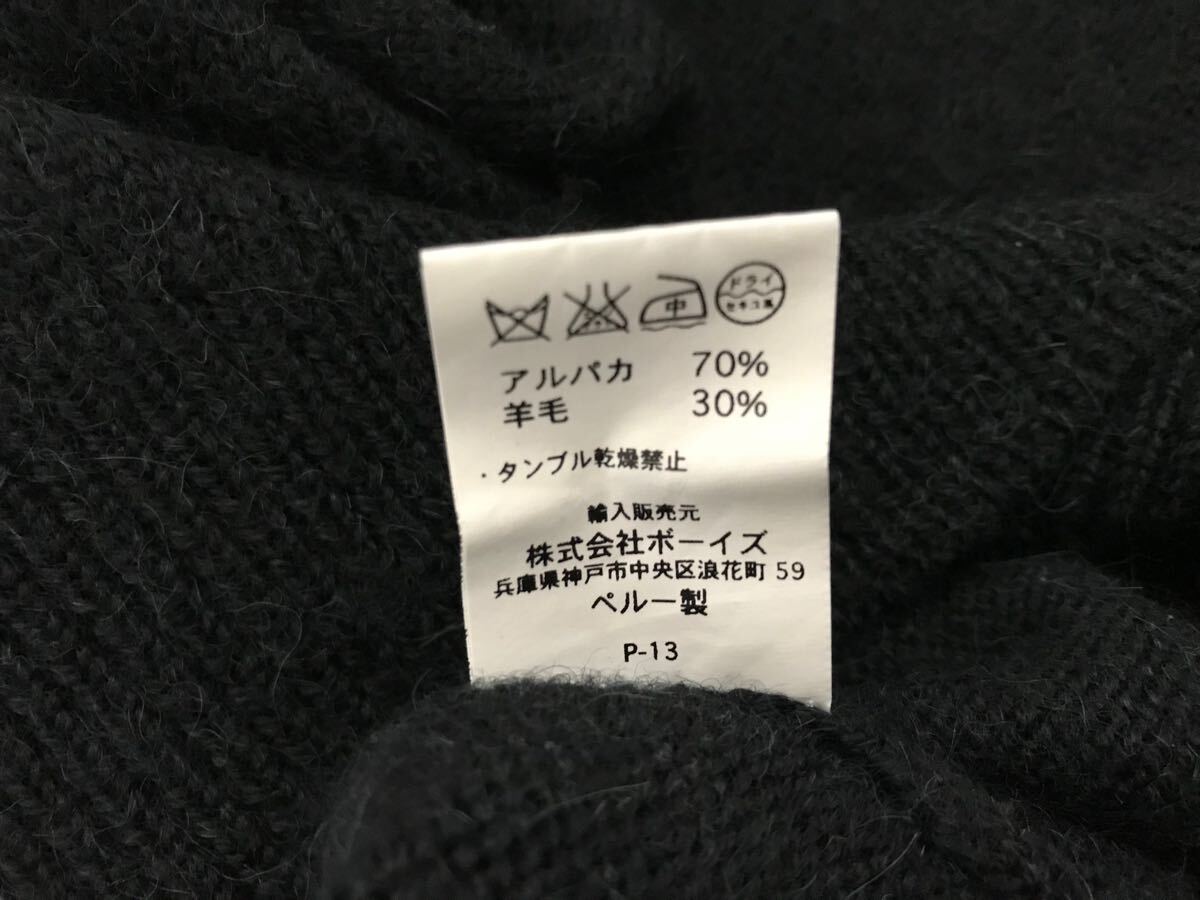 中
ドライ
セキユ系
アルパカ 70%
羊毛 30%
・タンブル乾燥禁止
輸入販売元
株式会社ボーイズ
兵庫県神戸市中央区浪花町 59
ペルー製
P-13